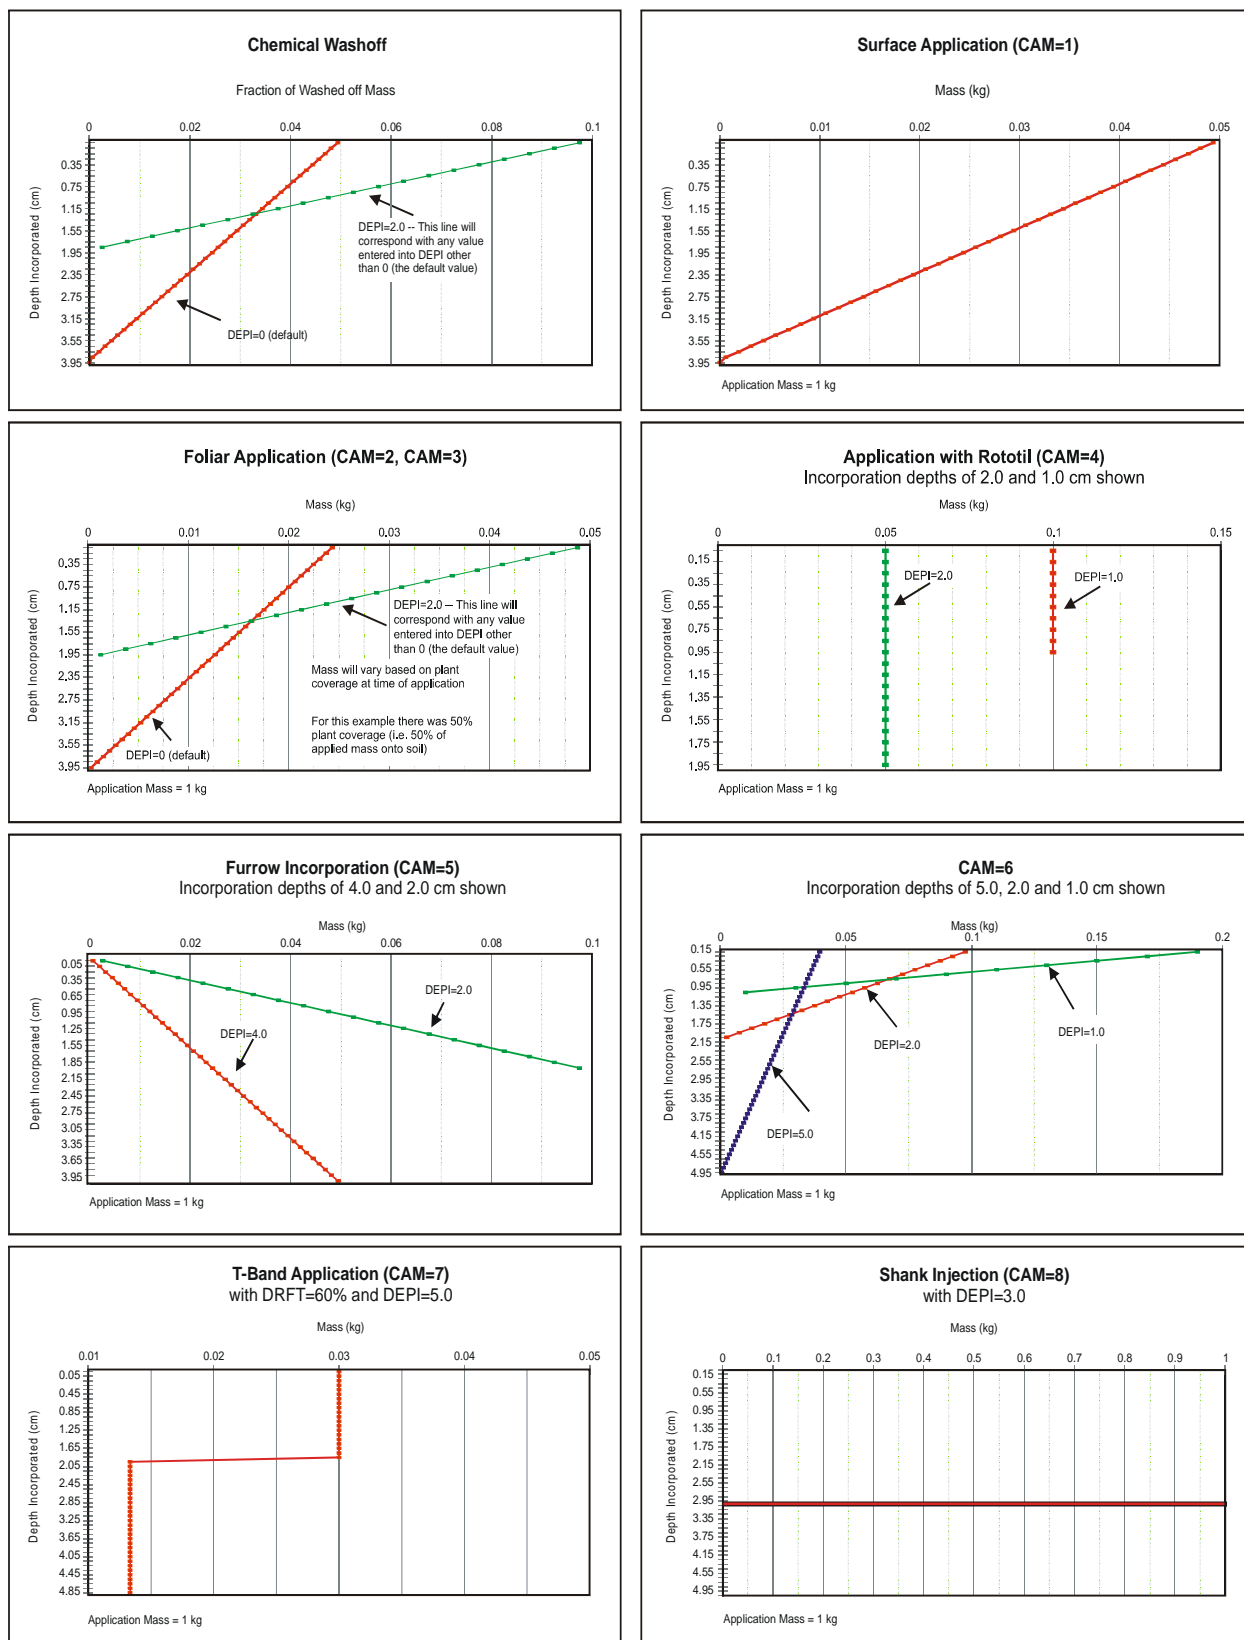 Chemical Washoff
Fraction of Washed off Mass
0 0.02 0.04 0.06 0.08 0.1
Depth Incorporated (cm)
0.35
0.75
1.15
1.55
1.95
2.35
2.75
3.15
3.55
3.95
DEPI=2.0 -- This line will
correspond with any value
entered into DEPI other
than 0 (the default value)
DEPI=0 (default)
Surface Application (CAM=1)
Mass (kg)
0 0.01 0.02 0.03 0.04 0.05
Depth Incorporated (cm)
0.35
0.75
1.15
1.55
1.95
2.35
2.75
3.15
3.55
3.95
Application Mass = 1 kg
Foliar Application (CAM=2, CAM=3)
Mass (kg)
0 0.01 0.02 0.03 0.04 0.05
Depth Incorporated (cm)
0.35
0.75
1.15
1.55
1.95
2.35
2.75
3.15
3.55
3.95
DEPI=2.0 -- This line will
correspond with any value
entered into DEPI other
than 0 (the default value)
Mass will vary based on plant
coverage at time of application
For this example there was 50%
plant coverage (i.e. 50% of
applied mass onto soil)
DEPI=0 (default)
Application Mass = 1 kg
Application with Rototil (CAM=4)
Incorporation depths of 2.0 and 1.0 cm shown
Mass (kg)
0 0.05 0.1 0.15
Depth Incorporated (cm)
0.15
0.35
0.55
0.75
0.95
1.15
1.35
1.55
1.75
1.95
DEPI=2.0
DEPI=1.0
Application Mass = 1 kg
Furrow Incorporation (CAM=5)
Incorporation depths of 4.0 and 2.0 cm shown
Mass (kg)
0 0.02 0.04 0.06 0.08 0.1
Depth Incorporated (cm)
0.05
0.35
0.65
0.95
1.25
1.55
1.85
2.15
2.45
2.75
3.05
3.35
3.65
3.95
DEPI=2.0
DEPI=4.0
Application Mass = 1 kg
CAM=6
Incorporation depths of 5.0, 2.0 and 1.0 cm shown
Mass (kg)
0 0.05 0.1 0.15 0.2
Depth Incorporated (cm)
0.15
0.55
0.95
1.35
1.75
2.15
2.55
2.95
3.35
3.75
4.15
4.55
4.95
DEPI=1.0
DEPI=2.0
DEPI=5.0
Application Mass = 1 kg
T-Band Application (CAM=7)
with DRFT=60% and DEPI=5.0
Mass (kg)
0.01 0.02 0.03 0.04 0.05
Depth Incorporated (cm)
0.05
0.45
0.85
1.25
1.65
2.05
2.45
2.85
3.25
3.65
4.05
4.45
4.85
Application Mass = 1 kg
Shank Injection (CAM=8)
with DEPI=3.0
Mass (kg)
0 0.1 0.2 0.3 0.4 0.5 0.6 0.7 0.8 0.9 1
Depth Incorporated (cm)
0.15
0.55
0.95
1.35
1.75
2.15
2.55
2.95
3.35
3.75
4.15
4.55
4.95
Application Mass = 1 kg